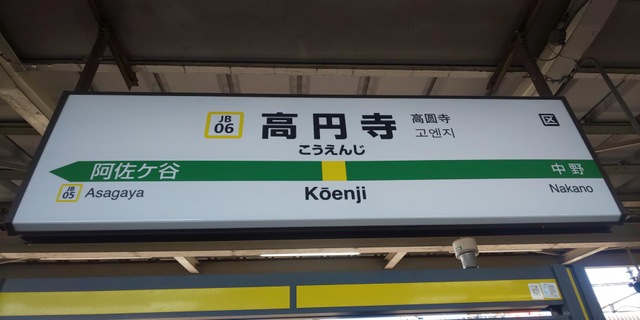 JB
06
高円寺
高圓寺
고엔지
区
こうえんじ
阿佐ケ谷
中野
JB
05
Asagaya
Kōenji
Nakano